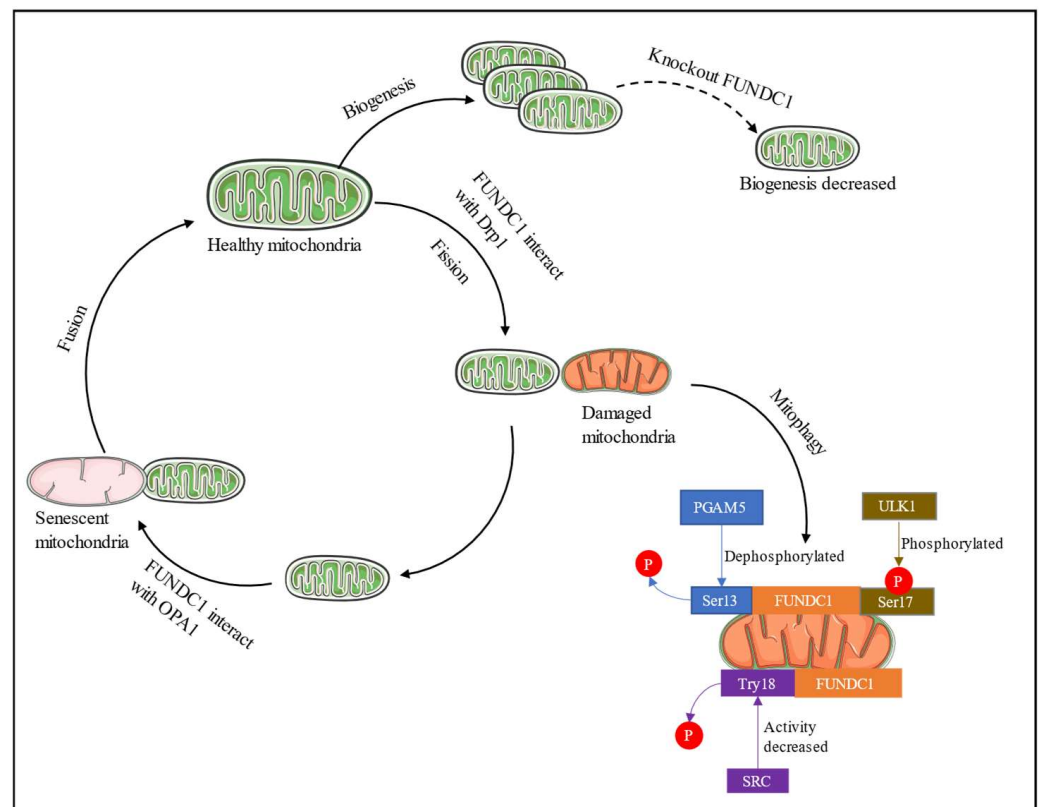 Biogenesis
Knockout FUNDC1
Biogenesis decreased
Healthy mitochondria
FUNDC1 interact
with Drp1
Fission
Fusion
Damaged
mitochondria
Mitophagy
Senescent
mitochondria
FUNDC1 interact
with OPA1
PGAM5
ULK1
Dephosphorylated
Phosphorylated
P
P
Ser13
FUNDC1
Ser17
Try18
FUNDC1
P
Activity
decreased
SRC